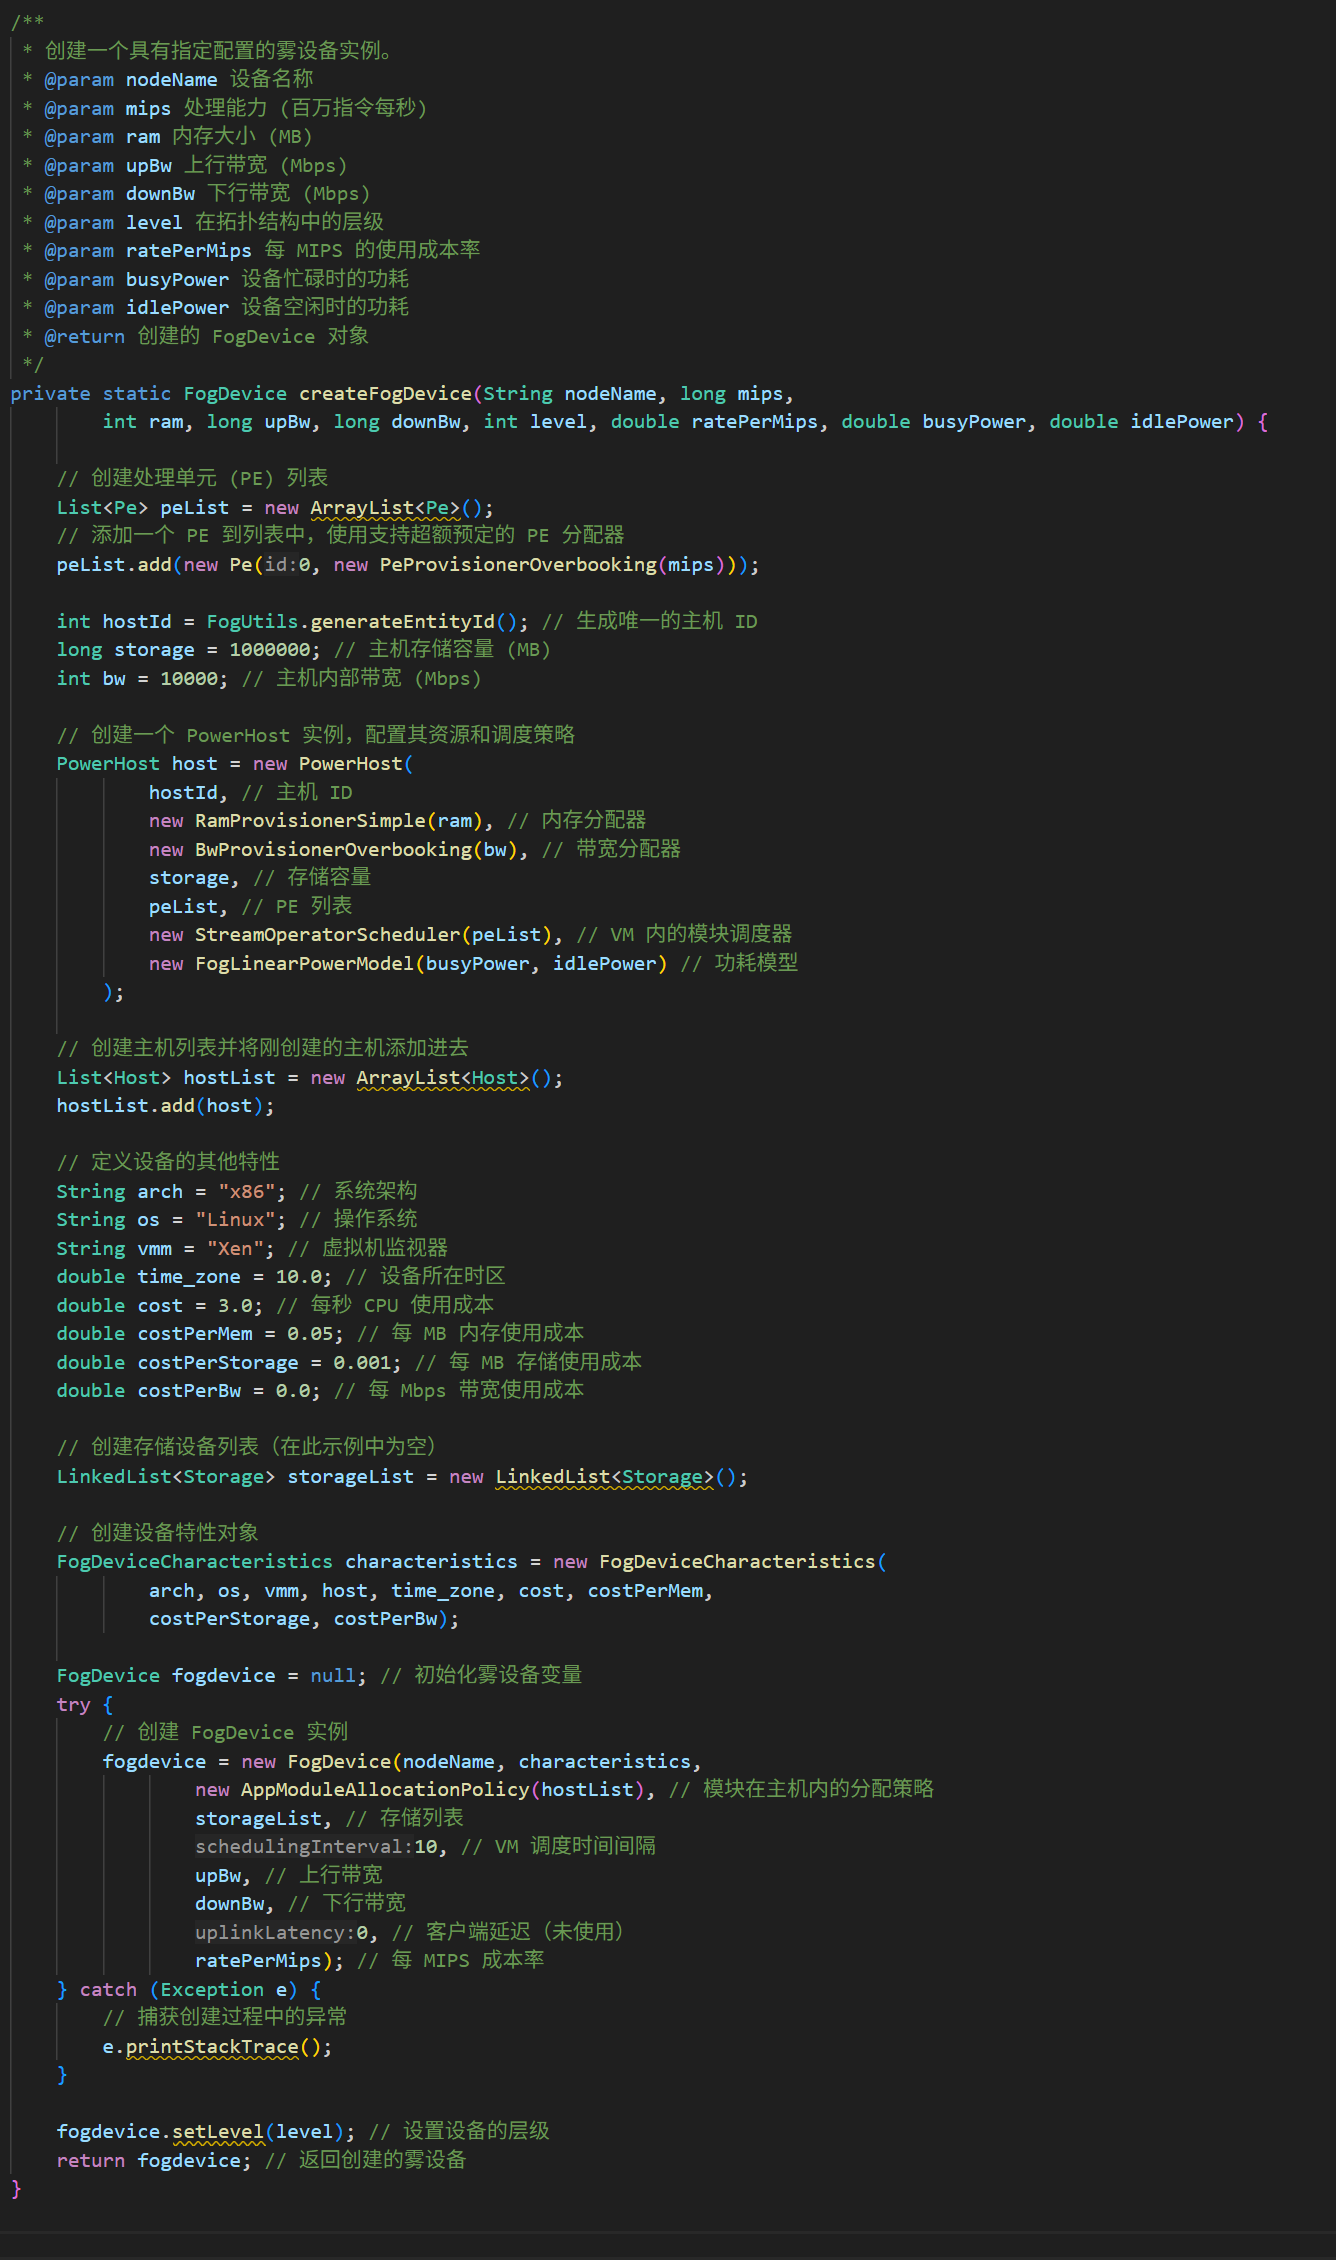 /**
 * 创建一个具有指定配置的雾设备实例。
 * @param nodeName 设备名称
 * @param mips 处理能力 (百万指令每秒)
 * @param ram 内存大小 (MB)
 * @param upBw 上行带宽 (Mbps)
 * @param downBw 下行带宽 (Mbps)
 * @param level 在拓扑结构中的层级
 * @param ratePerMips 每 MIPS 的使用成本率
 * @param busyPower 设备忙碌时的功耗
 * @param idlePower 设备空闲时的功耗
 * @return 创建的 FogDevice 对象
 */
private static FogDevice createFogDevice(String nodeName, long mips,
        int ram, long upBw, long downBw, int level, double ratePerMips, double busyPower, double idlePower) {

    // 创建处理单元 (PE) 列表
    List<Pe> peList = new ArrayList<Pe>();
    // 添加一个 PE 到列表中，使用支持超额预定的 PE 分配器
    peList.add(new Pe(id:0, new PeProvisionerOverbooking(mips)));

    int hostId = FogUtils.generateEntityId(); // 生成唯一的主机 ID
    long storage = 1000000; // 主机存储容量 (MB)
    int bw = 10000; // 主机内部带宽 (Mbps)

    // 创建一个 PowerHost 实例，配置其资源和调度策略
    PowerHost host = new PowerHost(
            hostId, // 主机 ID
            new RamProvisionerSimple(ram), // 内存分配器
            new BwProvisionerOverbooking(bw), // 带宽分配器
            storage, // 存储容量
            peList, // PE 列表
            new StreamOperatorScheduler(peList), // VM 内的模块调度器
            new FogLinearPowerModel(busyPower, idlePower) // 功耗模型
        );

    // 创建主机列表并将刚创建的主机添加进去
    List<Host> hostList = new ArrayList<Host>();
    hostList.add(host);

    // 定义设备的其他特性
    String arch = "x86"; // 系统架构
    String os = "Linux"; // 操作系统
    String vmm = "Xen"; // 虚拟机监视器
    double time_zone = 10.0; // 设备所在时区
    double cost = 3.0; // 每秒 CPU 使用成本
    double costPerMem = 0.05; // 每 MB 内存使用成本
    double costPerStorage = 0.001; // 每 MB 存储使用成本
    double costPerBw = 0.0; // 每 Mbps 带宽使用成本

    // 创建存储设备列表（在此示例中为空）
    LinkedList<Storage> storageList = new LinkedList<Storage>();

    // 创建设备特性对象
    FogDeviceCharacteristics characteristics = new FogDeviceCharacteristics(
            arch, os, vmm, host, time_zone, cost, costPerMem,
            costPerStorage, costPerBw);

    FogDevice fogdevice = null; // 初始化雾设备变量
    try {
        // 创建 FogDevice 实例
        fogdevice = new FogDevice(nodeName, characteristics,
                new AppModuleAllocationPolicy(hostList), // 模块在主机内的分配策略
                storageList, // 存储列表
                schedulingInterval:10, // VM 调度时间间隔
                upBw, // 上行带宽
                downBw, // 下行带宽
                uplinkLatency:0, // 客户端延迟（未使用）
                ratePerMips); // 每 MIPS 成本率
    } catch (Exception e) {
        // 捕获创建过程中的异常
        e.printStackTrace();
    }

    fogdevice.setLevel(level); // 设置设备的层级
    return fogdevice; // 返回创建的雾设备
}